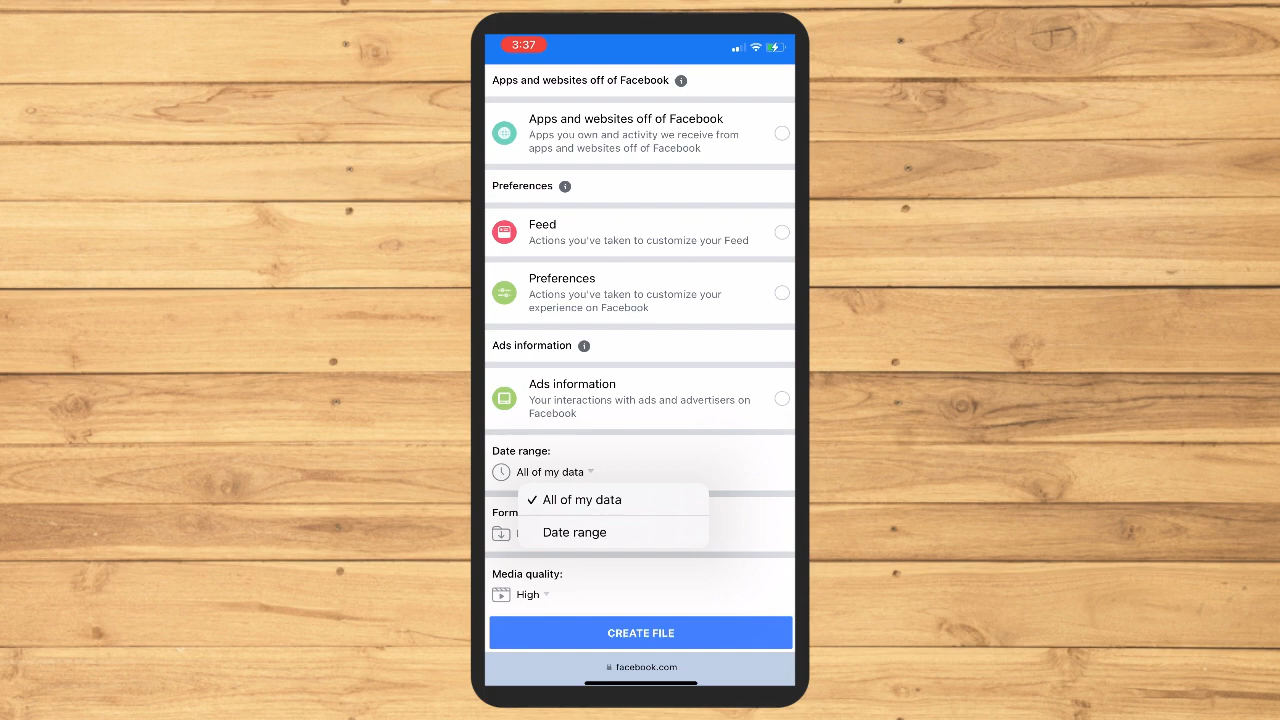 3:37
Apps and websites off of Facebook
Apps and websites off of Facebook
Apps you own and activity we receive from
apps and websites off of Facebook
Preferences
Feed
Actions you've taken to customize your Feed
Preferences
Actions you've taken to customize your
experience on Facebook
Ads information
Ads information
Your interactions with ads and advertisers on
Facebook
Date range:
All of my data
All of my data
Form
Date range
Media quality:
High
CREATE FILE
facebook.com